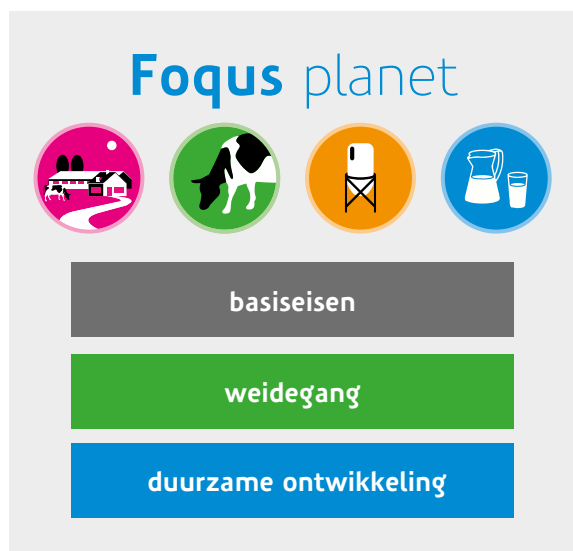 Foqus planet
basiseisen
weidegang
duurzame ontwikkeling